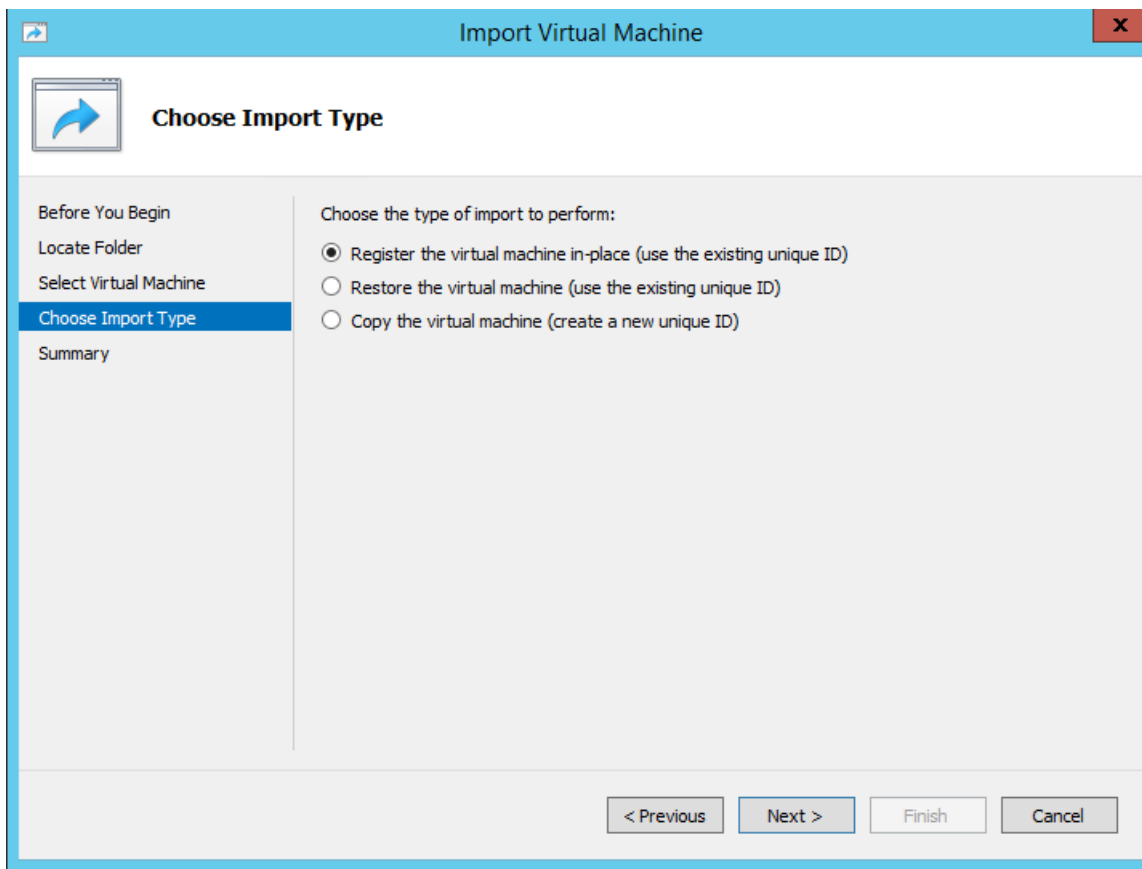 Import Virtual Machine
x
Choose Import Type
Before You Begin
Locate Folder
Select Virtual Machine
Choose Import Type
Summary
Choose the type of import to perform:
Register the virtual machine in-place (use the existing unique ID)
Restore the virtual machine (use the existing unique ID)
Copy the virtual machine (create a new unique ID)
< Previous
Next >
Finish
Cancel